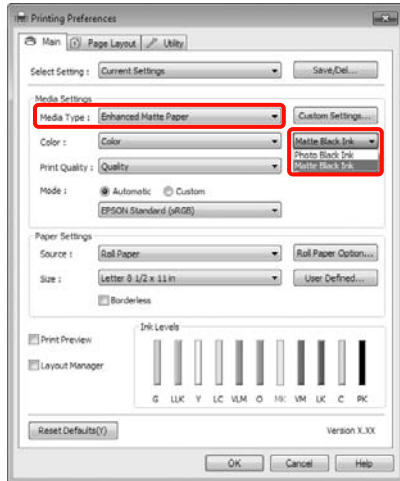 Printing Preferences
Main Page Layout Utility
Select Setting : Current Settings Save/Del...
Media Settings
Media Type : Enhanced Matte Paper Custom Settings...
Color : Color Matte Black Ink
Photo Black Ink
Matte Black Ink
Print Quality : Quality
Mode : Automatic Custom
EPSON Standard (sRGB)
Paper Settings
Source : Roll Paper Roll Paper Option...
Size : Letter 8 1/2 x 11 in User Defined...
Borderless
Ink Levels
Print Preview
Layout Manager
G LLK Y LC VLM O MK VM LK C PK
Reset Defaults(Y) Version X.XX
OK Cancel Help